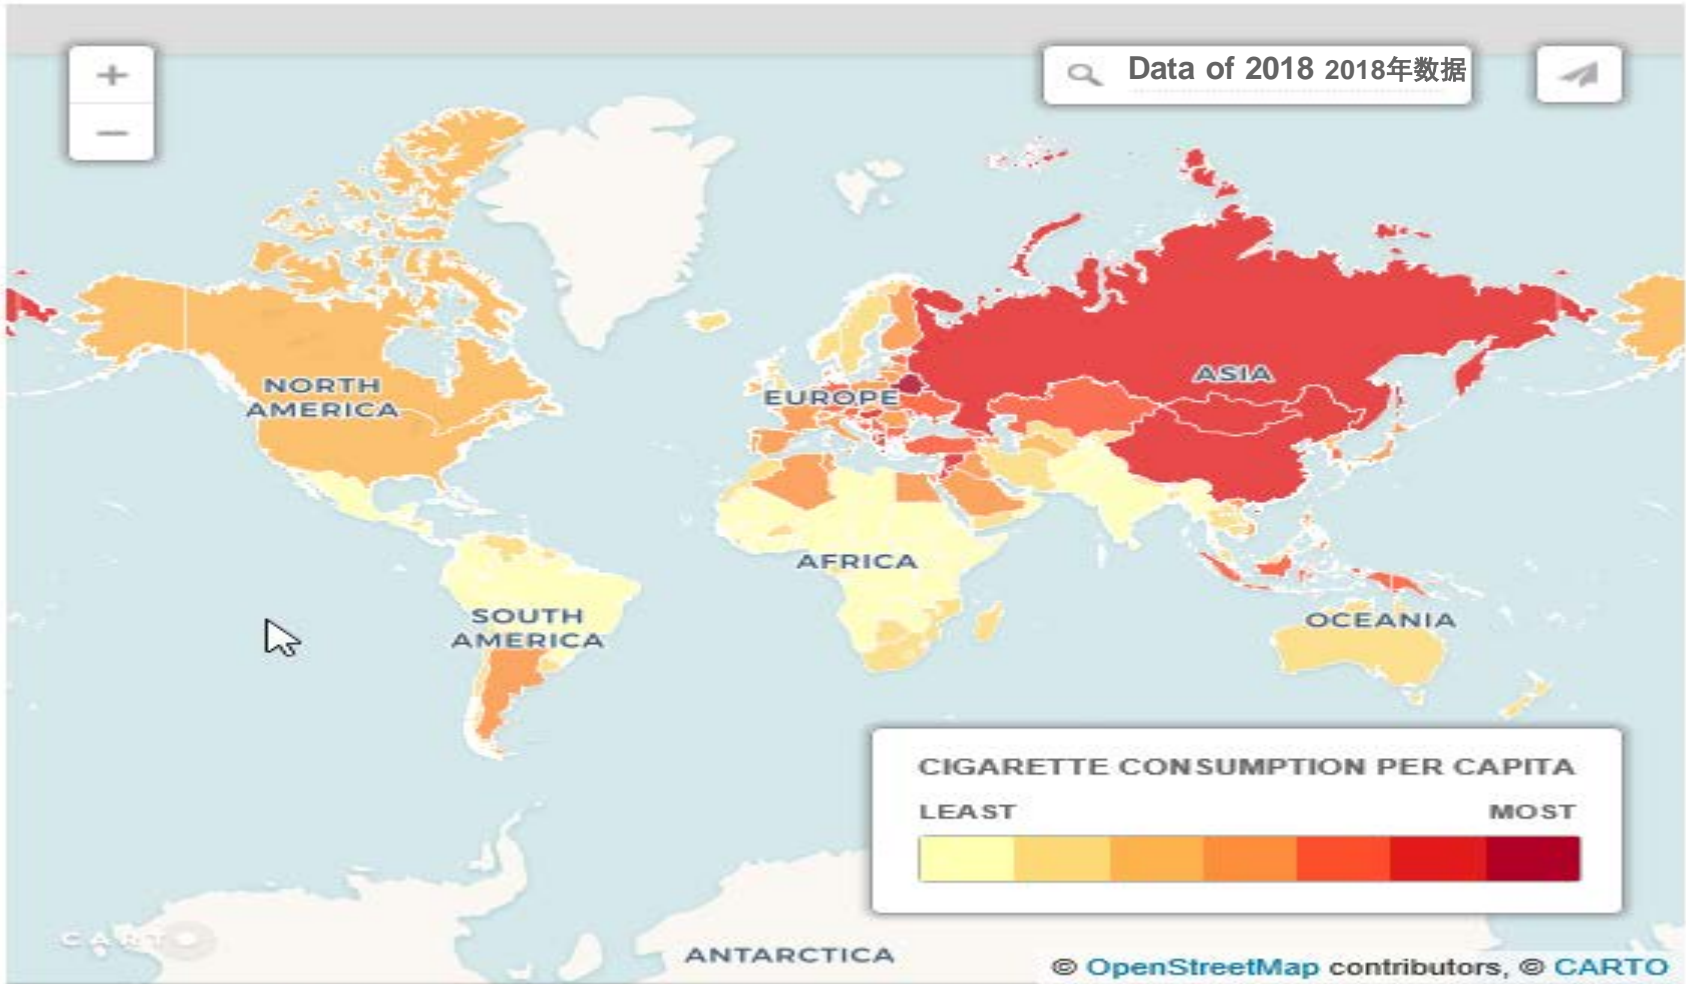 +
Data of 2018 2018年数据
−
NORTH
AMERICA
ASIA
EUROPE
AFRICA
SOUTH
AMERICA
OCEANIA
CIGARETTE CONSUMPTION PER CAPITA
LEAST MOST
CARTO
ANTARCTICA
© OpenStreetMap contributors, © CARTO